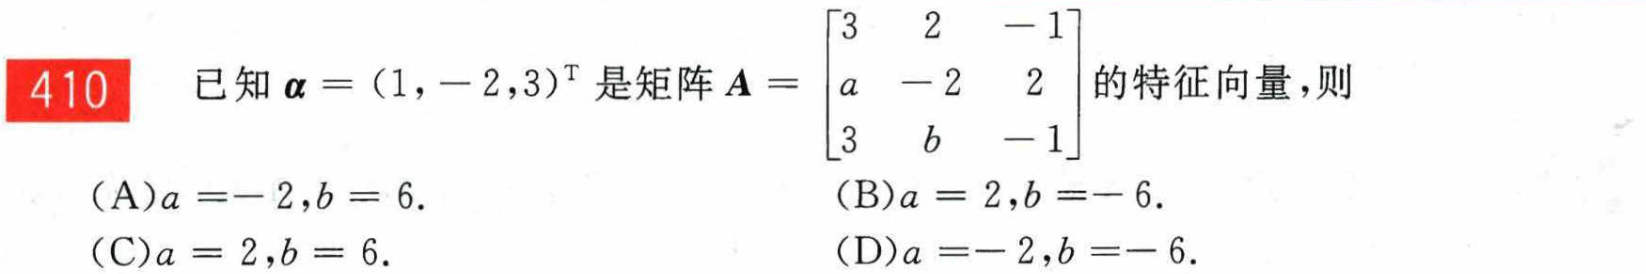 410 已知 α = (1, -2, 3)ᵀ 是矩阵 A = [3 2 -1; a -2 2; 3 b -1] 的特征向量,则
(A)a =- 2,b = 6. (B)a = 2,b =- 6.
(C)a = 2,b = 6. (D)a =- 2,b =- 6.